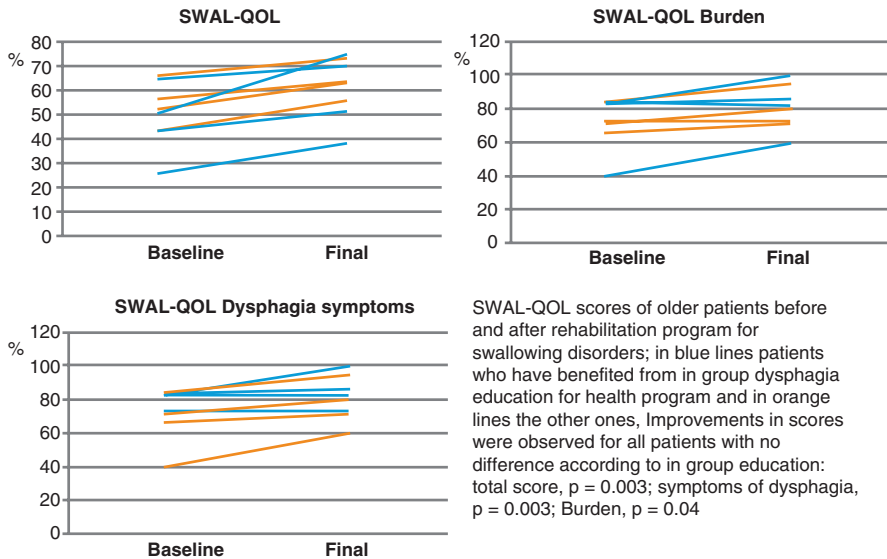 SWAL-QOL
%
80
70
60
50
40
30
20
10
0
Baseline Final
SWAL-QOL Burden
%
120
100
80
60
40
20
0
Baseline Final
SWAL-QOL Dysphagia symptoms
%
120
100
80
60
40
20
0
Baseline Final
SWAL-QOL scores of older patients before
and after rehabilitation program for
swallowing disorders; in blue lines patients
who have benefited from in group dysphagia
education for health program and in orange
lines the other ones, Improvements in scores
were observed for all patients with no
difference according to in group education:
total score, p = 0.003; symptoms of dysphagia,
p = 0.003; Burden, p = 0.04